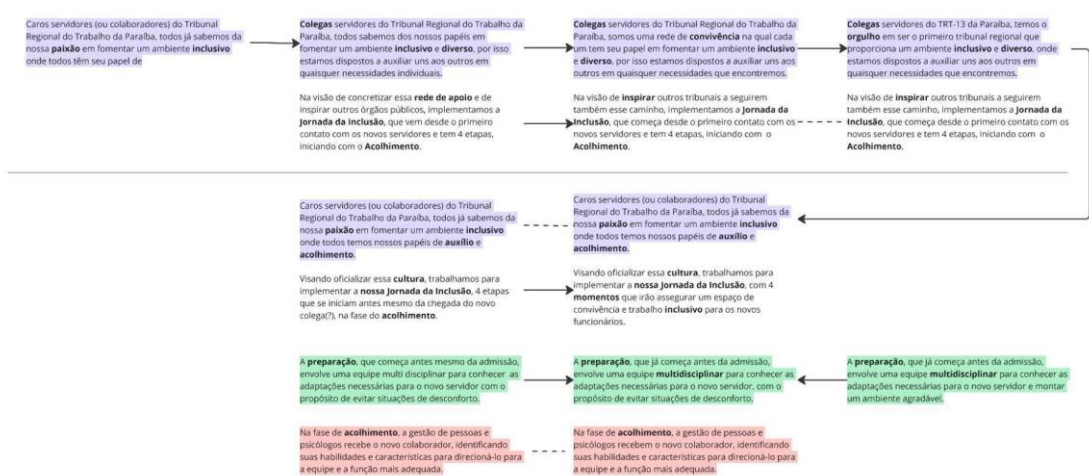 Caros servidores (ou colaboradores) do Tribunal
Regional do Trabalho da Paraíba, todos já sabemos da
nossa paixão em fomentar um ambiente inclusivo
onde todos têm seu papel de
Colegas servidores do Tribunal Regional do Trabalho da
Paraíba, todos sabemos dos nossos papéis em
fomentar um ambiente inclusivo e diverso, por isso
estamos dispostos a auxiliar uns aos outros em
quaisquer necessidades individuais.
Na visão de concretizar essa rede de apoio e de
inspirar outros órgãos públicos, implementamos a
Jornada da Inclusão, que vem desde o primeiro
contato com os novos servidores e tem 4 etapas,
iniciando com o Acolhimento.
Colegas servidores do Tribunal Regional do Trabalho da
Paraíba, somos uma rede de convivência na qual cada
um tem seu papel em fomentar um ambiente inclusivo
e diverso, por isso estamos dispostos a auxiliar uns aos
outros em quaisquer necessidades que encontremos.
Na visão de inspirar outros tribunais a seguirem
também esse caminho, implementamos a Jornada da
Inclusão, que começa desde o primeiro contato com os
novos servidores e tem 4 etapas, iniciando com o
Acolhimento.
Colegas servidores do TRT-13 da Paraíba, temos o
orgulho em ser o primeiro tribunal regional que
proporciona um ambiente inclusivo e diverso, onde
estamos dispostos a auxiliar uns aos outros em
quaisquer necessidades que encontremos.
Na visão de inspirar outros tribunais a seguirem
também esse caminho, implementamos a Jornada da
Inclusão, que começa desde o primeiro contato com os
novos servidores e tem 4 etapas, iniciando com o
Acolhimento.
Caros servidores (ou colaboradores) do Tribunal
Regional do Trabalho da Paraíba, todos já sabemos da
nossa paixão em fomentar um ambiente inclusivo
onde todos temos nossos papéis de auxílio e
acolhimento.
Visando oficializar essa cultura, trabalhamos para
implementar a nossa Jornada da Inclusão, 4 etapas
que se iniciam antes mesmo da chegada do novo
colega(?), na fase do acolhimento.
Caros servidores (ou colaboradores) do Tribunal
Regional do Trabalho da Paraíba, todos já sabemos da
nossa paixão em fomentar um ambiente inclusivo
onde todos temos nossos papéis de auxílio e
acolhimento.
Visando oficializar essa cultura, trabalhamos para
implementar a nossa Jornada da Inclusão, com 4
momentos que irão assegurar um espaço de
convivência e trabalho inclusivo para os novos
funcionários.
A preparação, que começa antes mesmo da admissão,
envolve uma equipe multi disciplinar para conhecer as
adaptações necessárias para o novo servidor com o
propósito de evitar situações de desconforto.
A preparação, que já começa antes da admissão,
envolve uma equipe multidisciplinar para conhecer as
adaptações necessárias para o novo servidor, com o
propósito de evitar situações de desconforto.
A preparação, que já começa antes da admissão,
envolve uma equipe multidisciplinar para conhecer as
adaptações necessárias para o novo servidor e montar
um ambiente agradável.
Na fase de acolhimento, a gestão de pessoas e
psicólogos recebe o novo colaborador, identificando
suas habilidades e características para direcioná-lo para
a equipe e a função mais adequada.
Na fase de acolhimento, a gestão de pessoas e
psicólogos recebem o novo colaborador, identificando
suas habilidades e características para direcioná-lo para
a equipe e a função mais adequada.